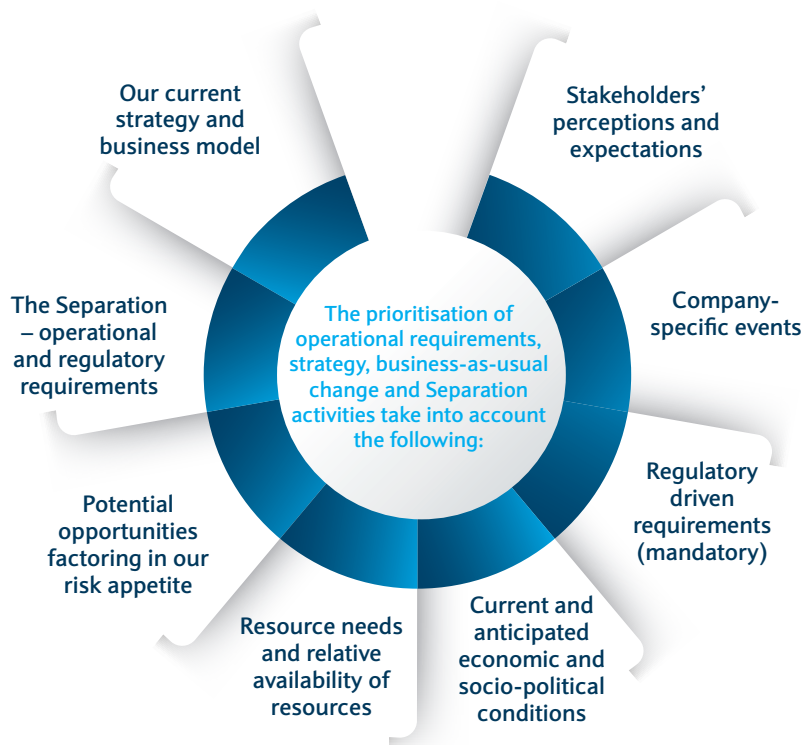 The prioritisation of
operational requirements,
strategy, business-as-usual
change and Separation
activities take into account
the following:
Stakeholders’
perceptions and
expectations
Company-
specific events
Regulatory
driven
requirements
(mandatory)
Current and
anticipated
economic and
socio-political
conditions
Resource needs
and relative
availability of
resources
Potential
opportunities
factoring in our
risk appetite
The Separation
– operational
and regulatory
requirements
Our current
strategy and
business model